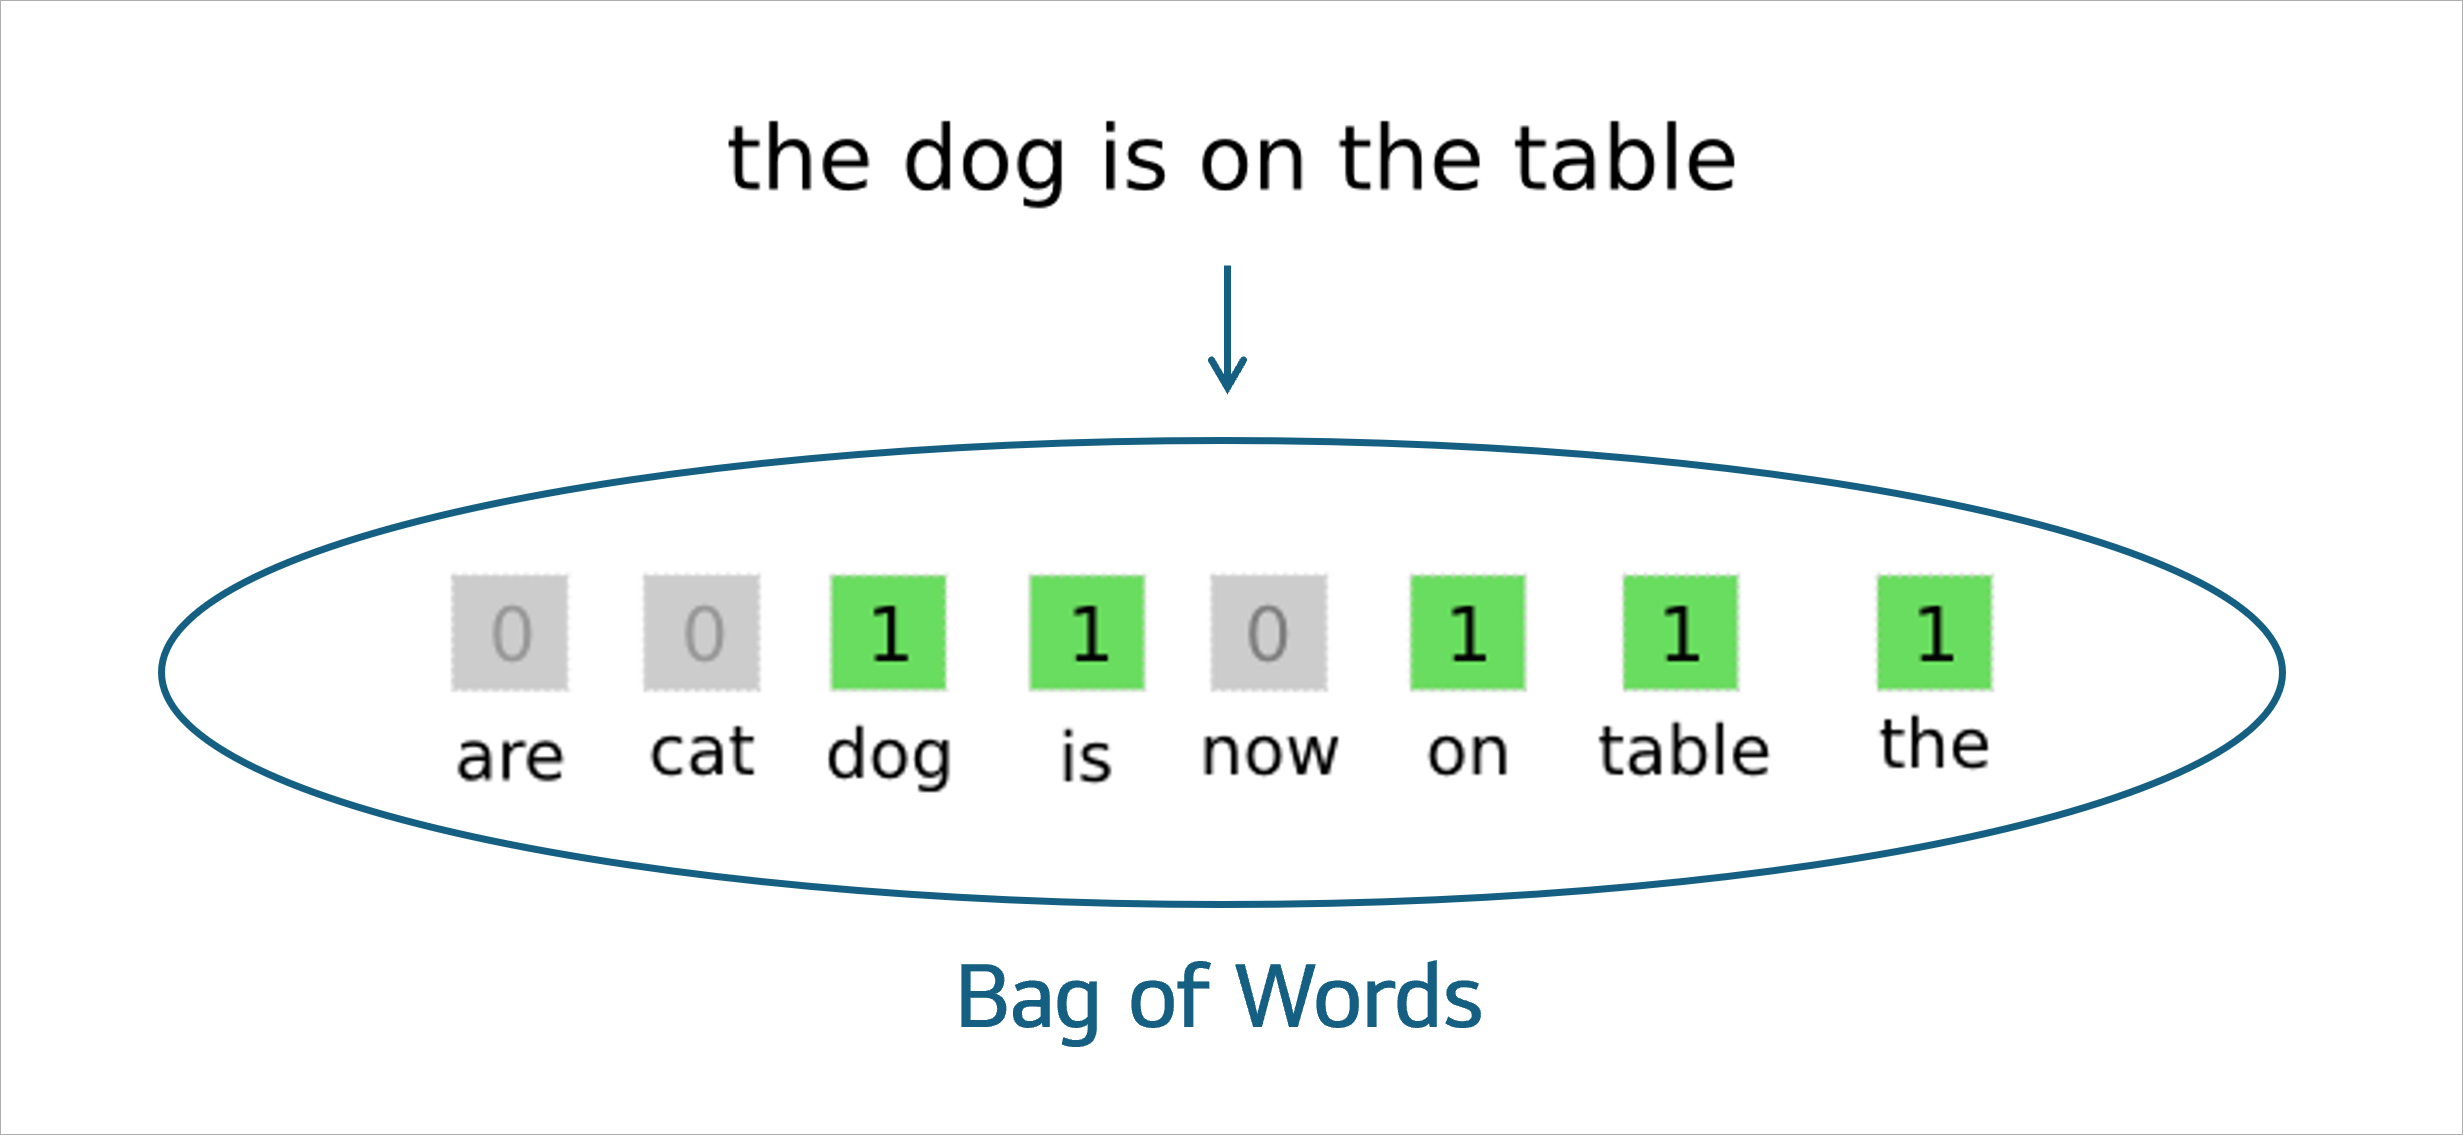 the dog is on the table
0 0 1 1 0 1 1 1
are cat dog is now on table the
Bag of Words